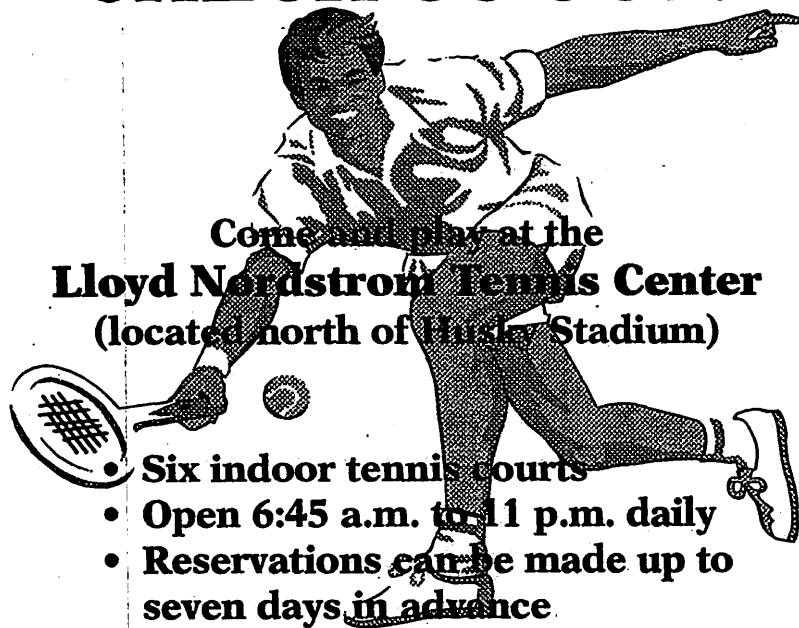 Come and play at the
Lloyd Nordstrom Tennis Center
(located north of Husky Stadium)
• Six indoor tennis courts
• Open 6:45 a.m. to 11 p.m. daily
• Reservations can be made up to
seven days in advance